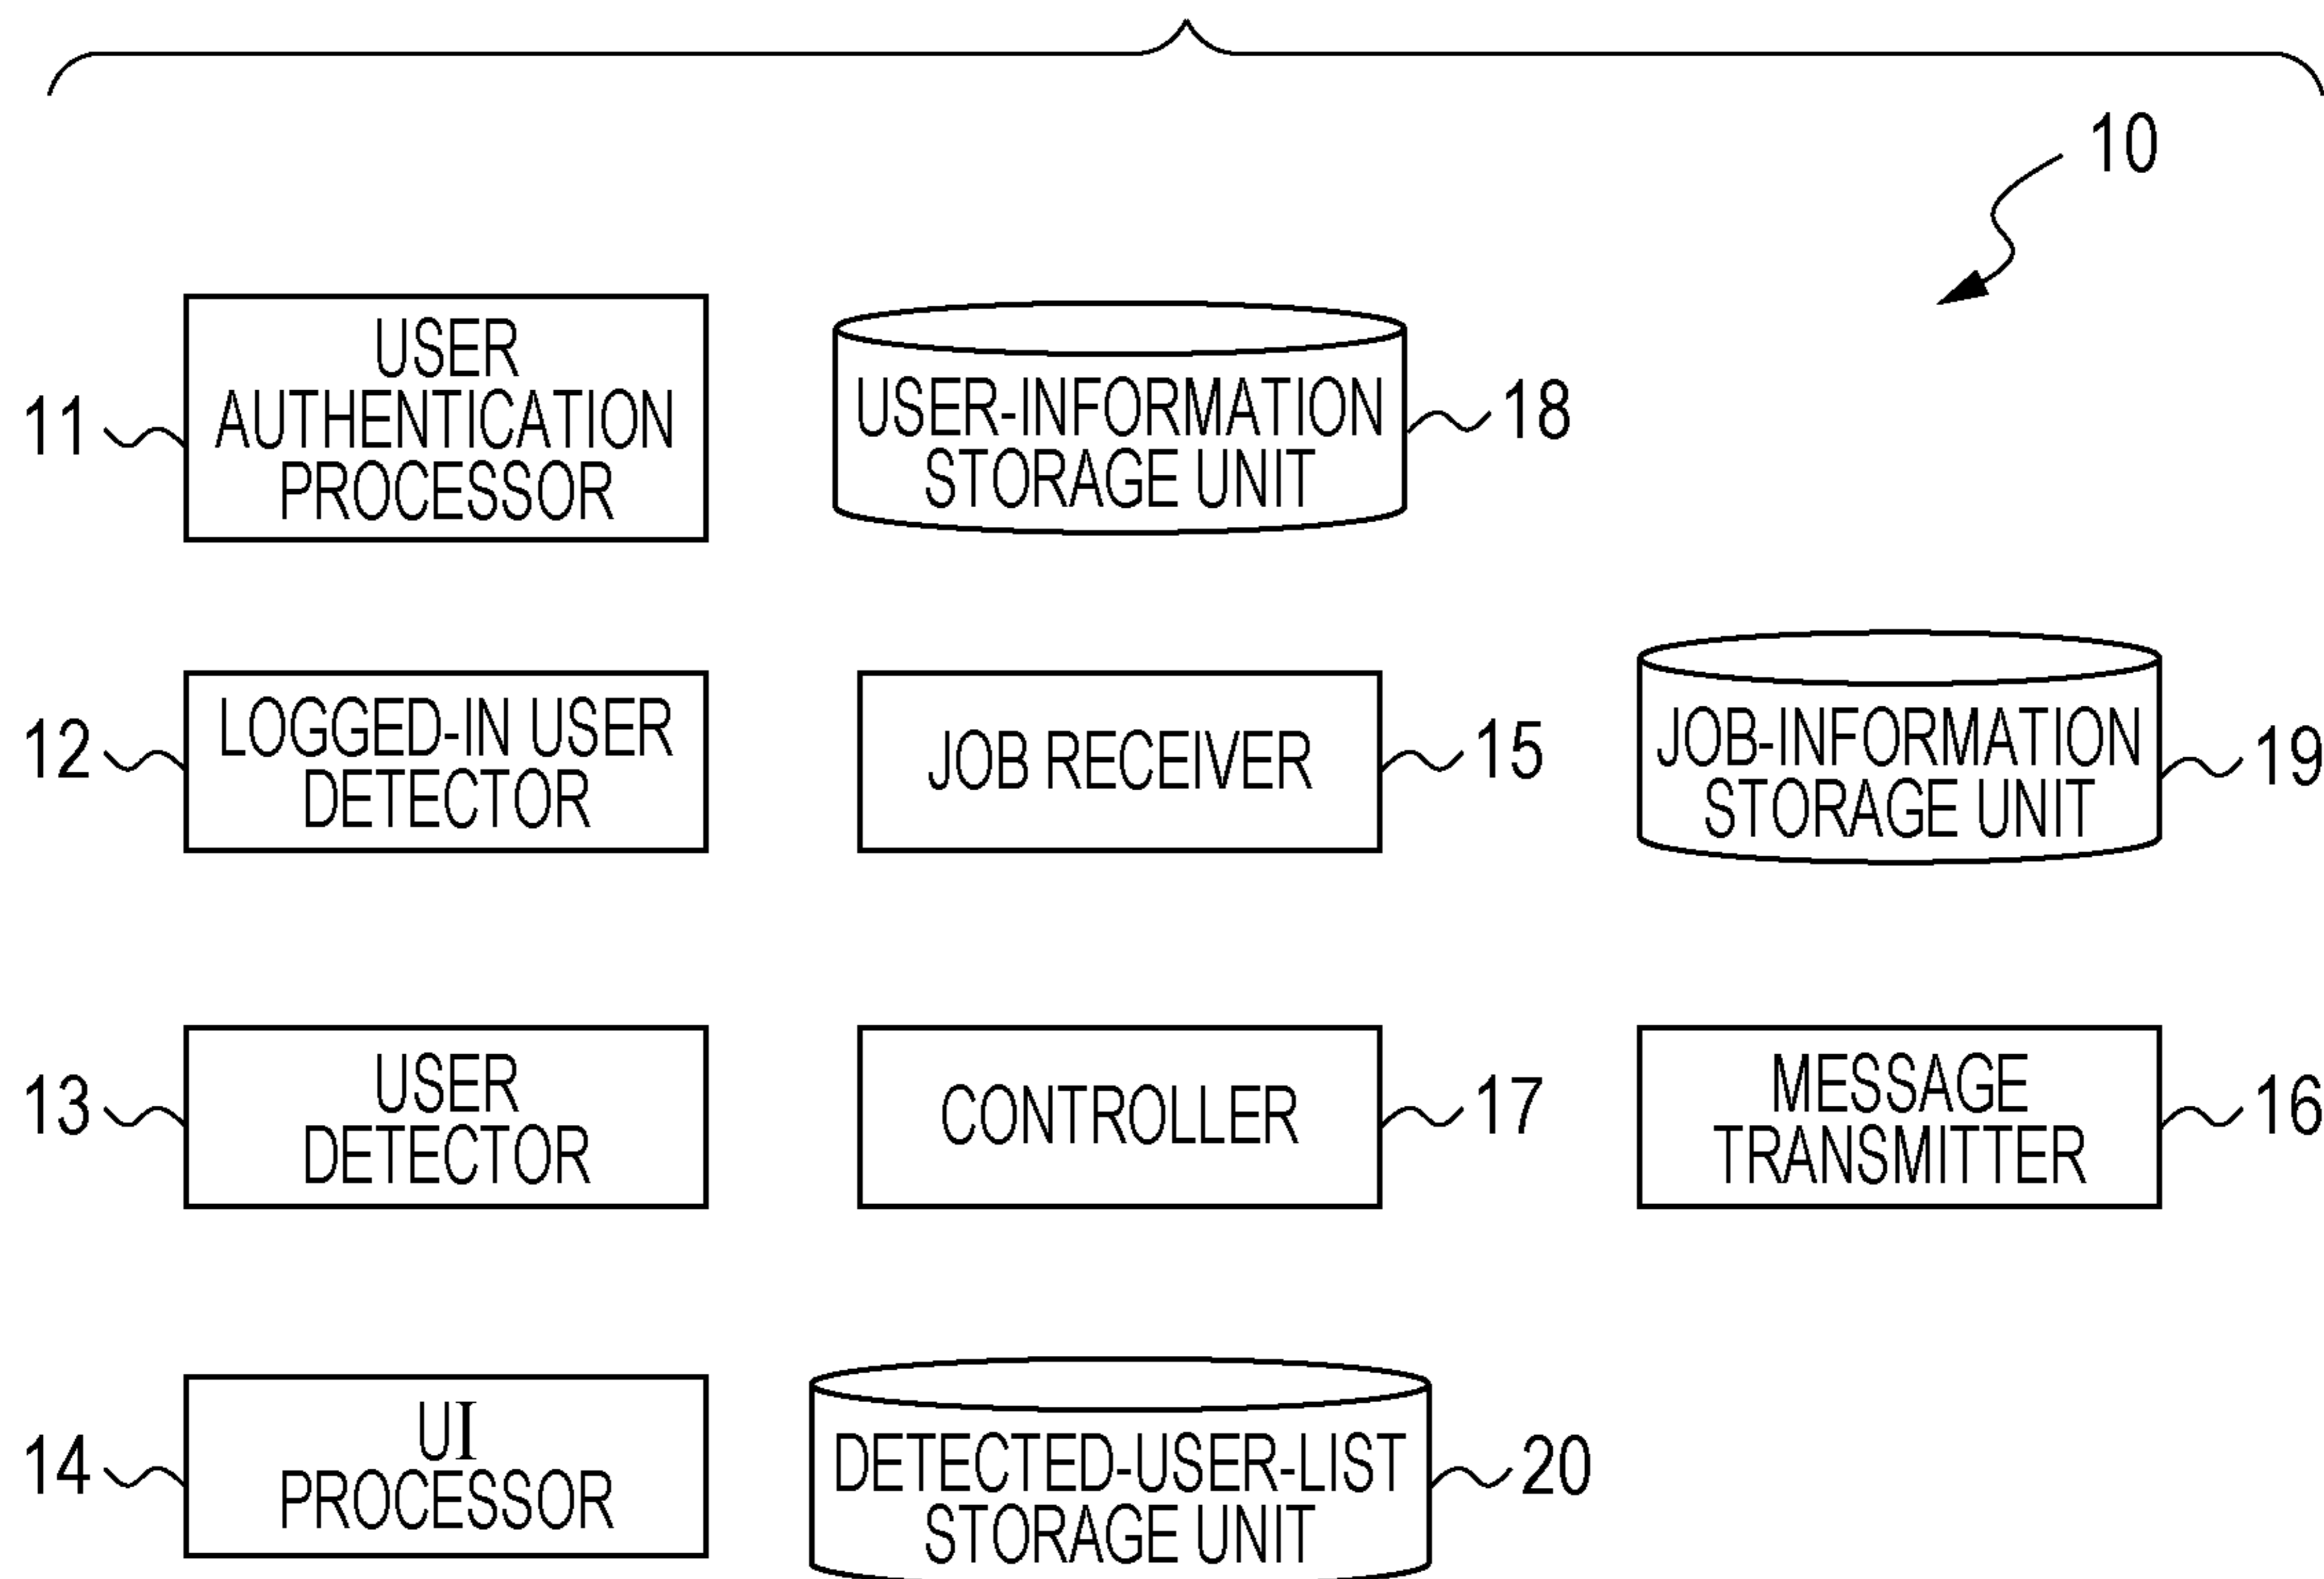 10
11
USER
AUTHENTICATION
PROCESSOR
USER-INFORMATION
STORAGE UNIT
18
12
LOGGED-IN USER
DETECTOR
JOB RECEIVER
15
JOB-INFORMATION
STORAGE UNIT
19
13
USER
DETECTOR
CONTROLLER
17
MESSAGE
TRANSMITTER
16
14
UI
PROCESSOR
DETECTED-USER-LIST
STORAGE UNIT
20